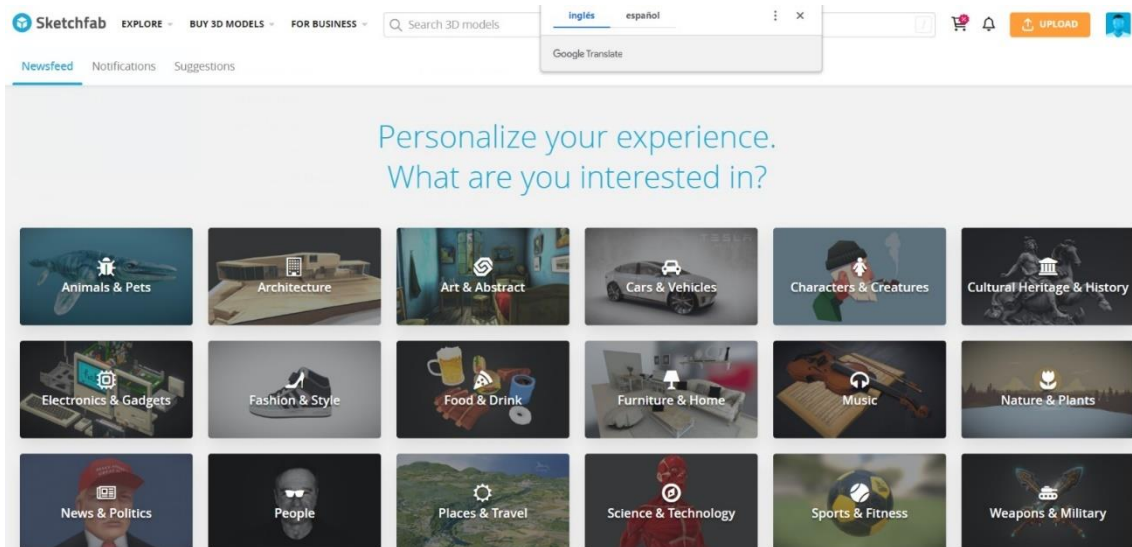 Sketchfab EXPLORE BUY 3D MODELS FOR BUSINESS Search 3D models inglés español UPLOAD
Google Translate
Newsfeed Notifications Suggestions
Personalize your experience.
What are you interested in?
TESLA
Animals & Pets Architecture Art & Abstract Cars & Vehicles Characters & Creatures Cultural Heritage & History
Electronics & Gadgets Fashion & Style Food & Drink Furniture & Home Music Nature & Plants
News & Politics People Places & Travel Science & Technology Sports & Fitness Weapons & Military